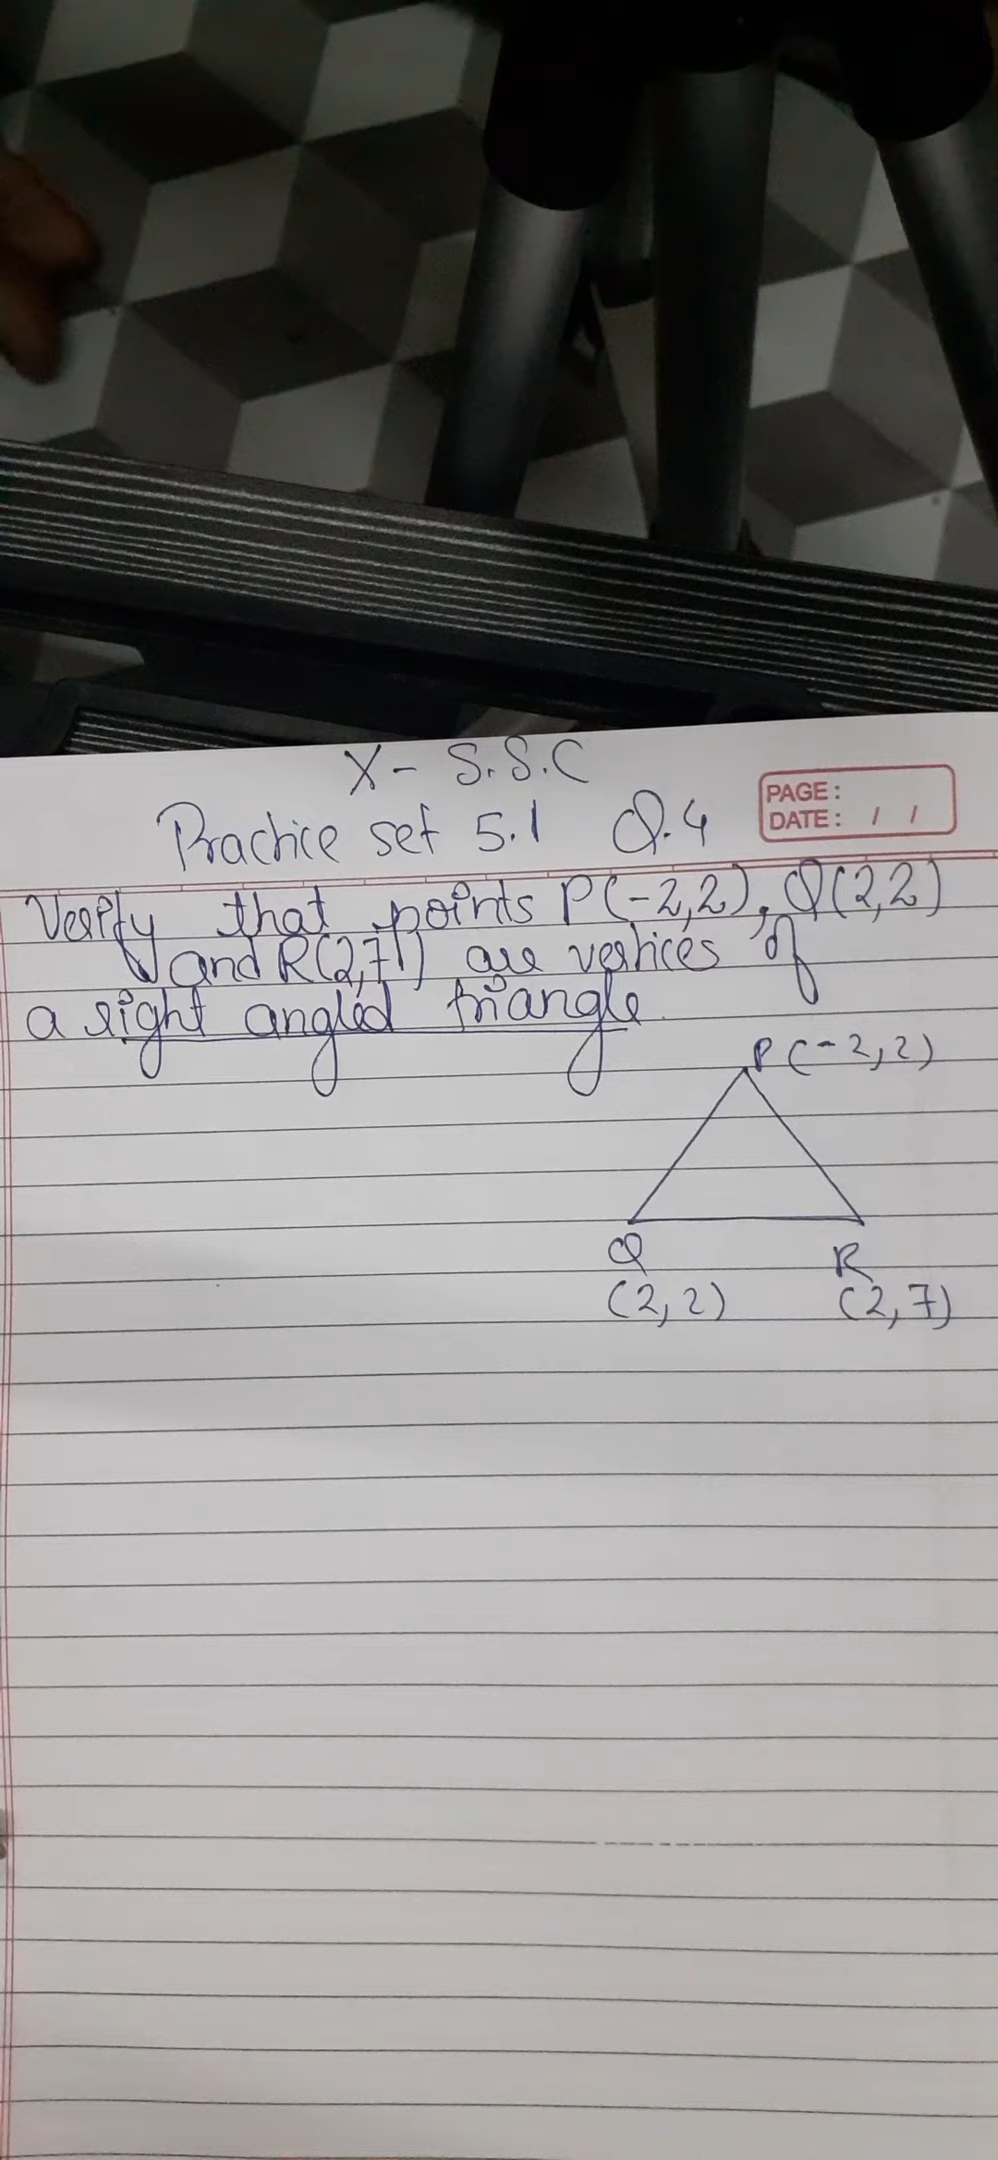 X- S.S.C
Practice set 5.1 Q.4
PAGE:
DATE: / /
Verify that points P(-2,2), Q(2,2)
and R(2,7) are vertices of
a right angled triangle.
P(-2,2)
Q
R
(2,2)
(2,7)